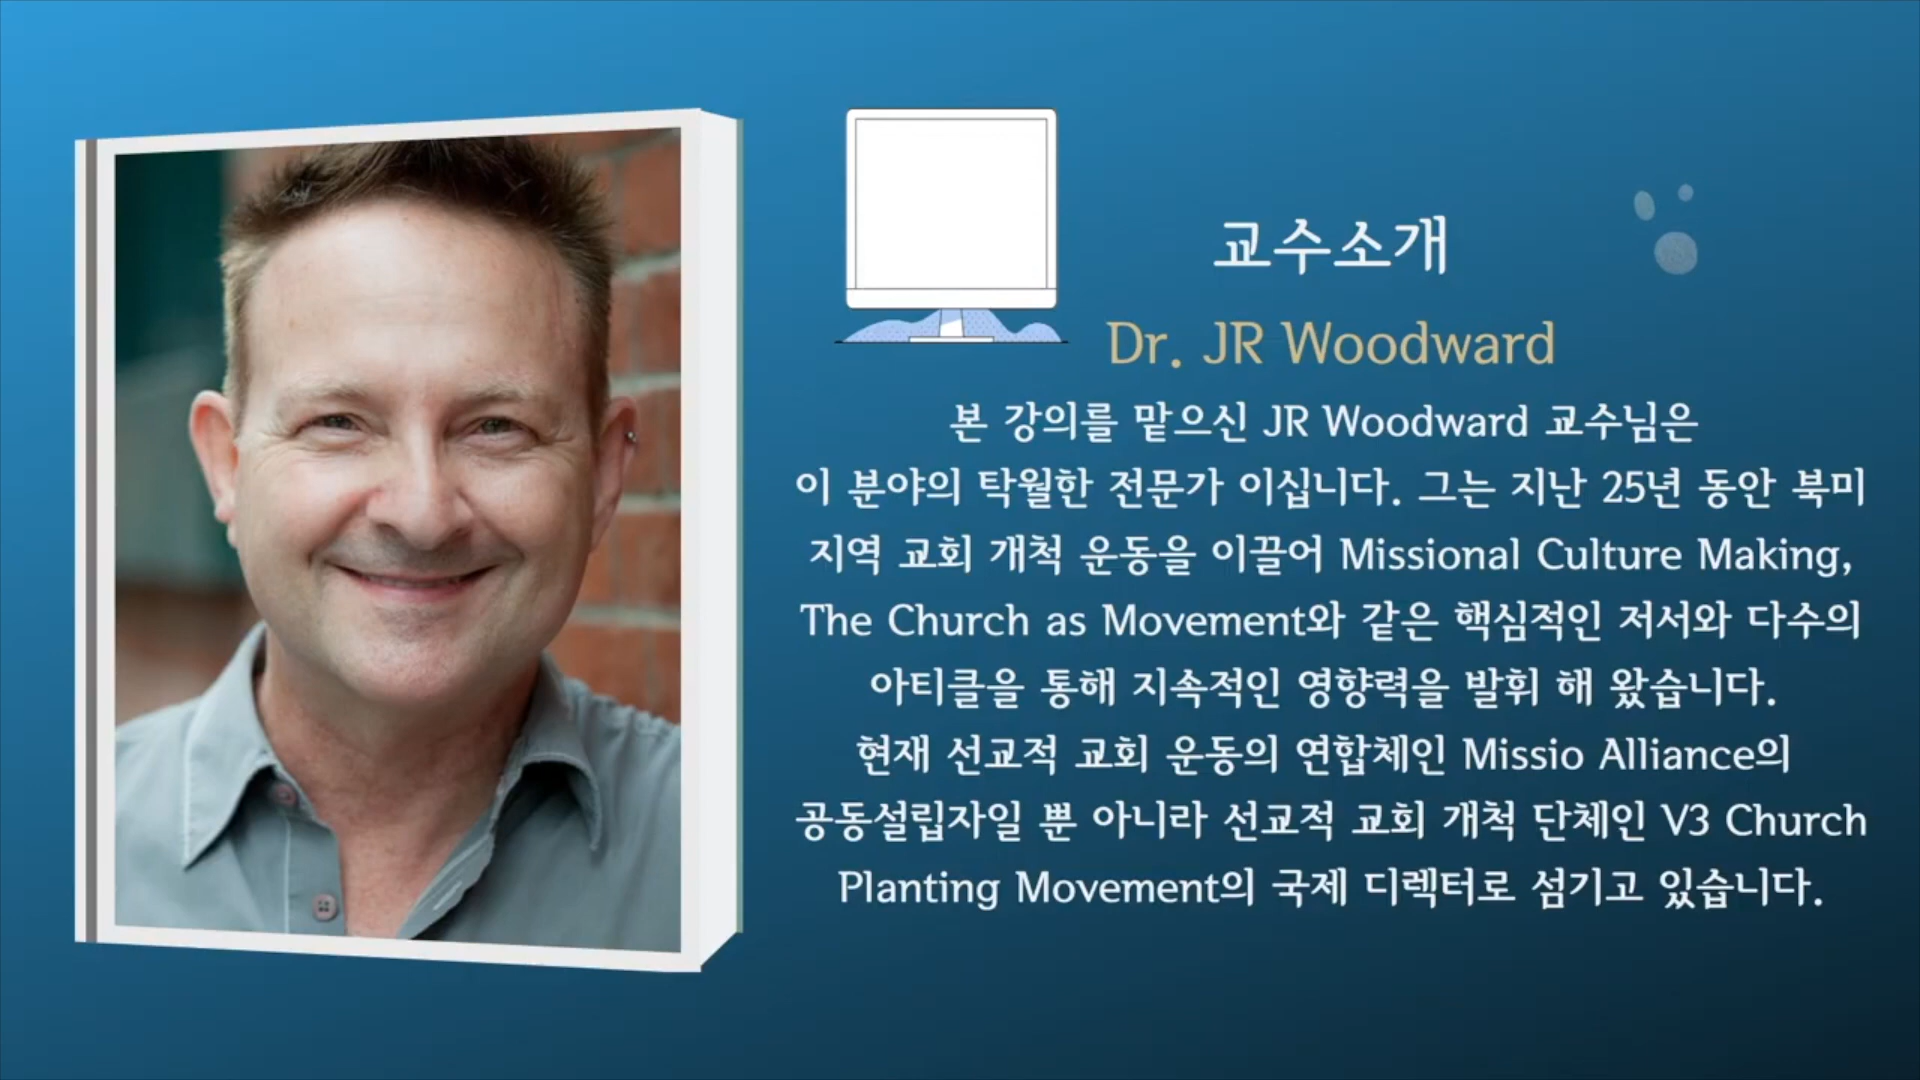 교수소개
Dr. JR Woodward
본 강의를 맡으신 JR Woodward 교수님은
이 분야의 탁월한 전문가 이십니다. 그는 지난 25년 동안 북미
지역 교회 개척 운동을 이끌어 Missional Culture Making,
The Church as Movement와 같은 핵심적인 저서와 다수의
아티클을 통해 지속적인 영향력을 발휘 해 왔습니다.
현재 선교적 교회 운동의 연합체인 Missio Alliance의
공동설립자일 뿐 아니라 선교적 교회 개척 단체인 V3 Church
Planting Movement의 국제 디렉터로 섬기고 있습니다.